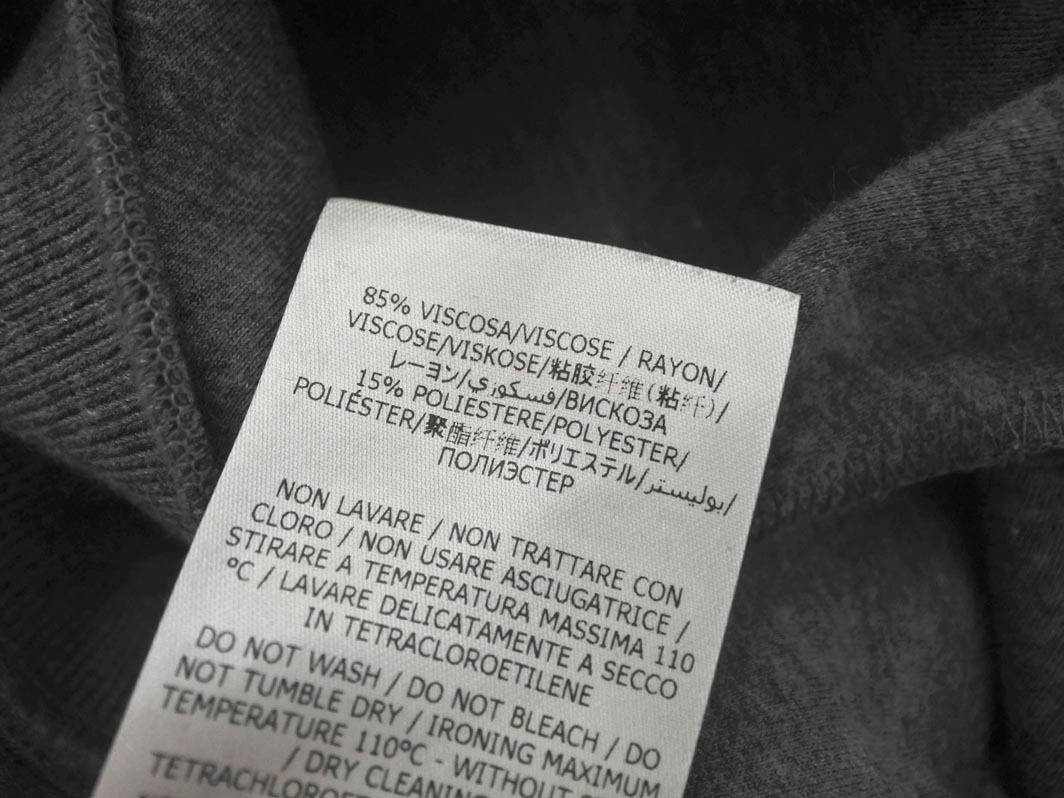 85% VISCOSA/VISCOSE / RAYON/
VISCOSE/VISKOSE/粘胶纤维(粘纤)/
レーヨン/فسكوزي/ВИСКОЗА
15% POLIESTERE/POLYESTER/
POLIÉSTER/聚酯纤维/ポリエステル/بوليستر/
ПОЛИЭСТЕР
NON LAVARE / NON TRATTARE CON
CLORO / NON USARE ASCIUGATRICE /
STIRARE A TEMPERATURA MASSIMA 110
°C / LAVARE DELICATAMENTE A SECCO
IN TETRACLOROETILENE
DO NOT WASH / DO NOT BLEACH / DO
NOT TUMBLE DRY / IRONING MAXIMUM
TEMPERATURE 110°C - WITHOUT
/ DRY CLEANING